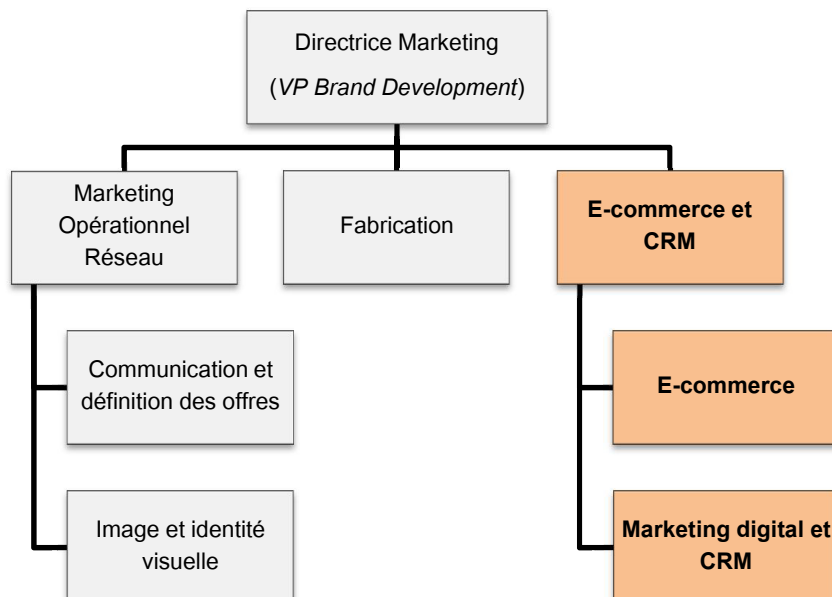 Directrice Marketing
(VP Brand Development)
Marketing
Opérationnel
Réseau
Fabrication
E-commerce et
CRM
Communication et
définition des offres
E-commerce
Image et identité
visuelle
Marketing digital et
CRM